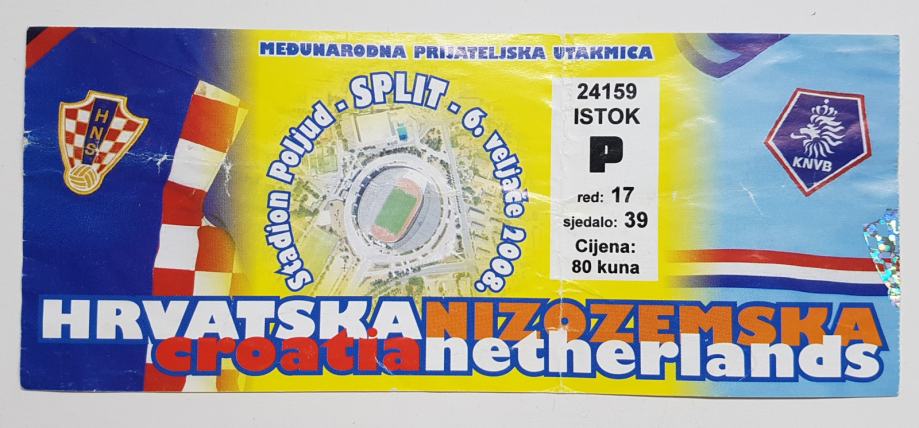 MEĐUNARODNA PRIJATELJSKA UTAKMICA
Stadion Poljud - SPLIT - 6. veljače 2008.
24159
ISTOK
P
red: 17
sjedalo: 39
Cijena:
80 kuna
HNS
KNVB
HRVATSKA NIZOZEMSKA
croatia netherlands